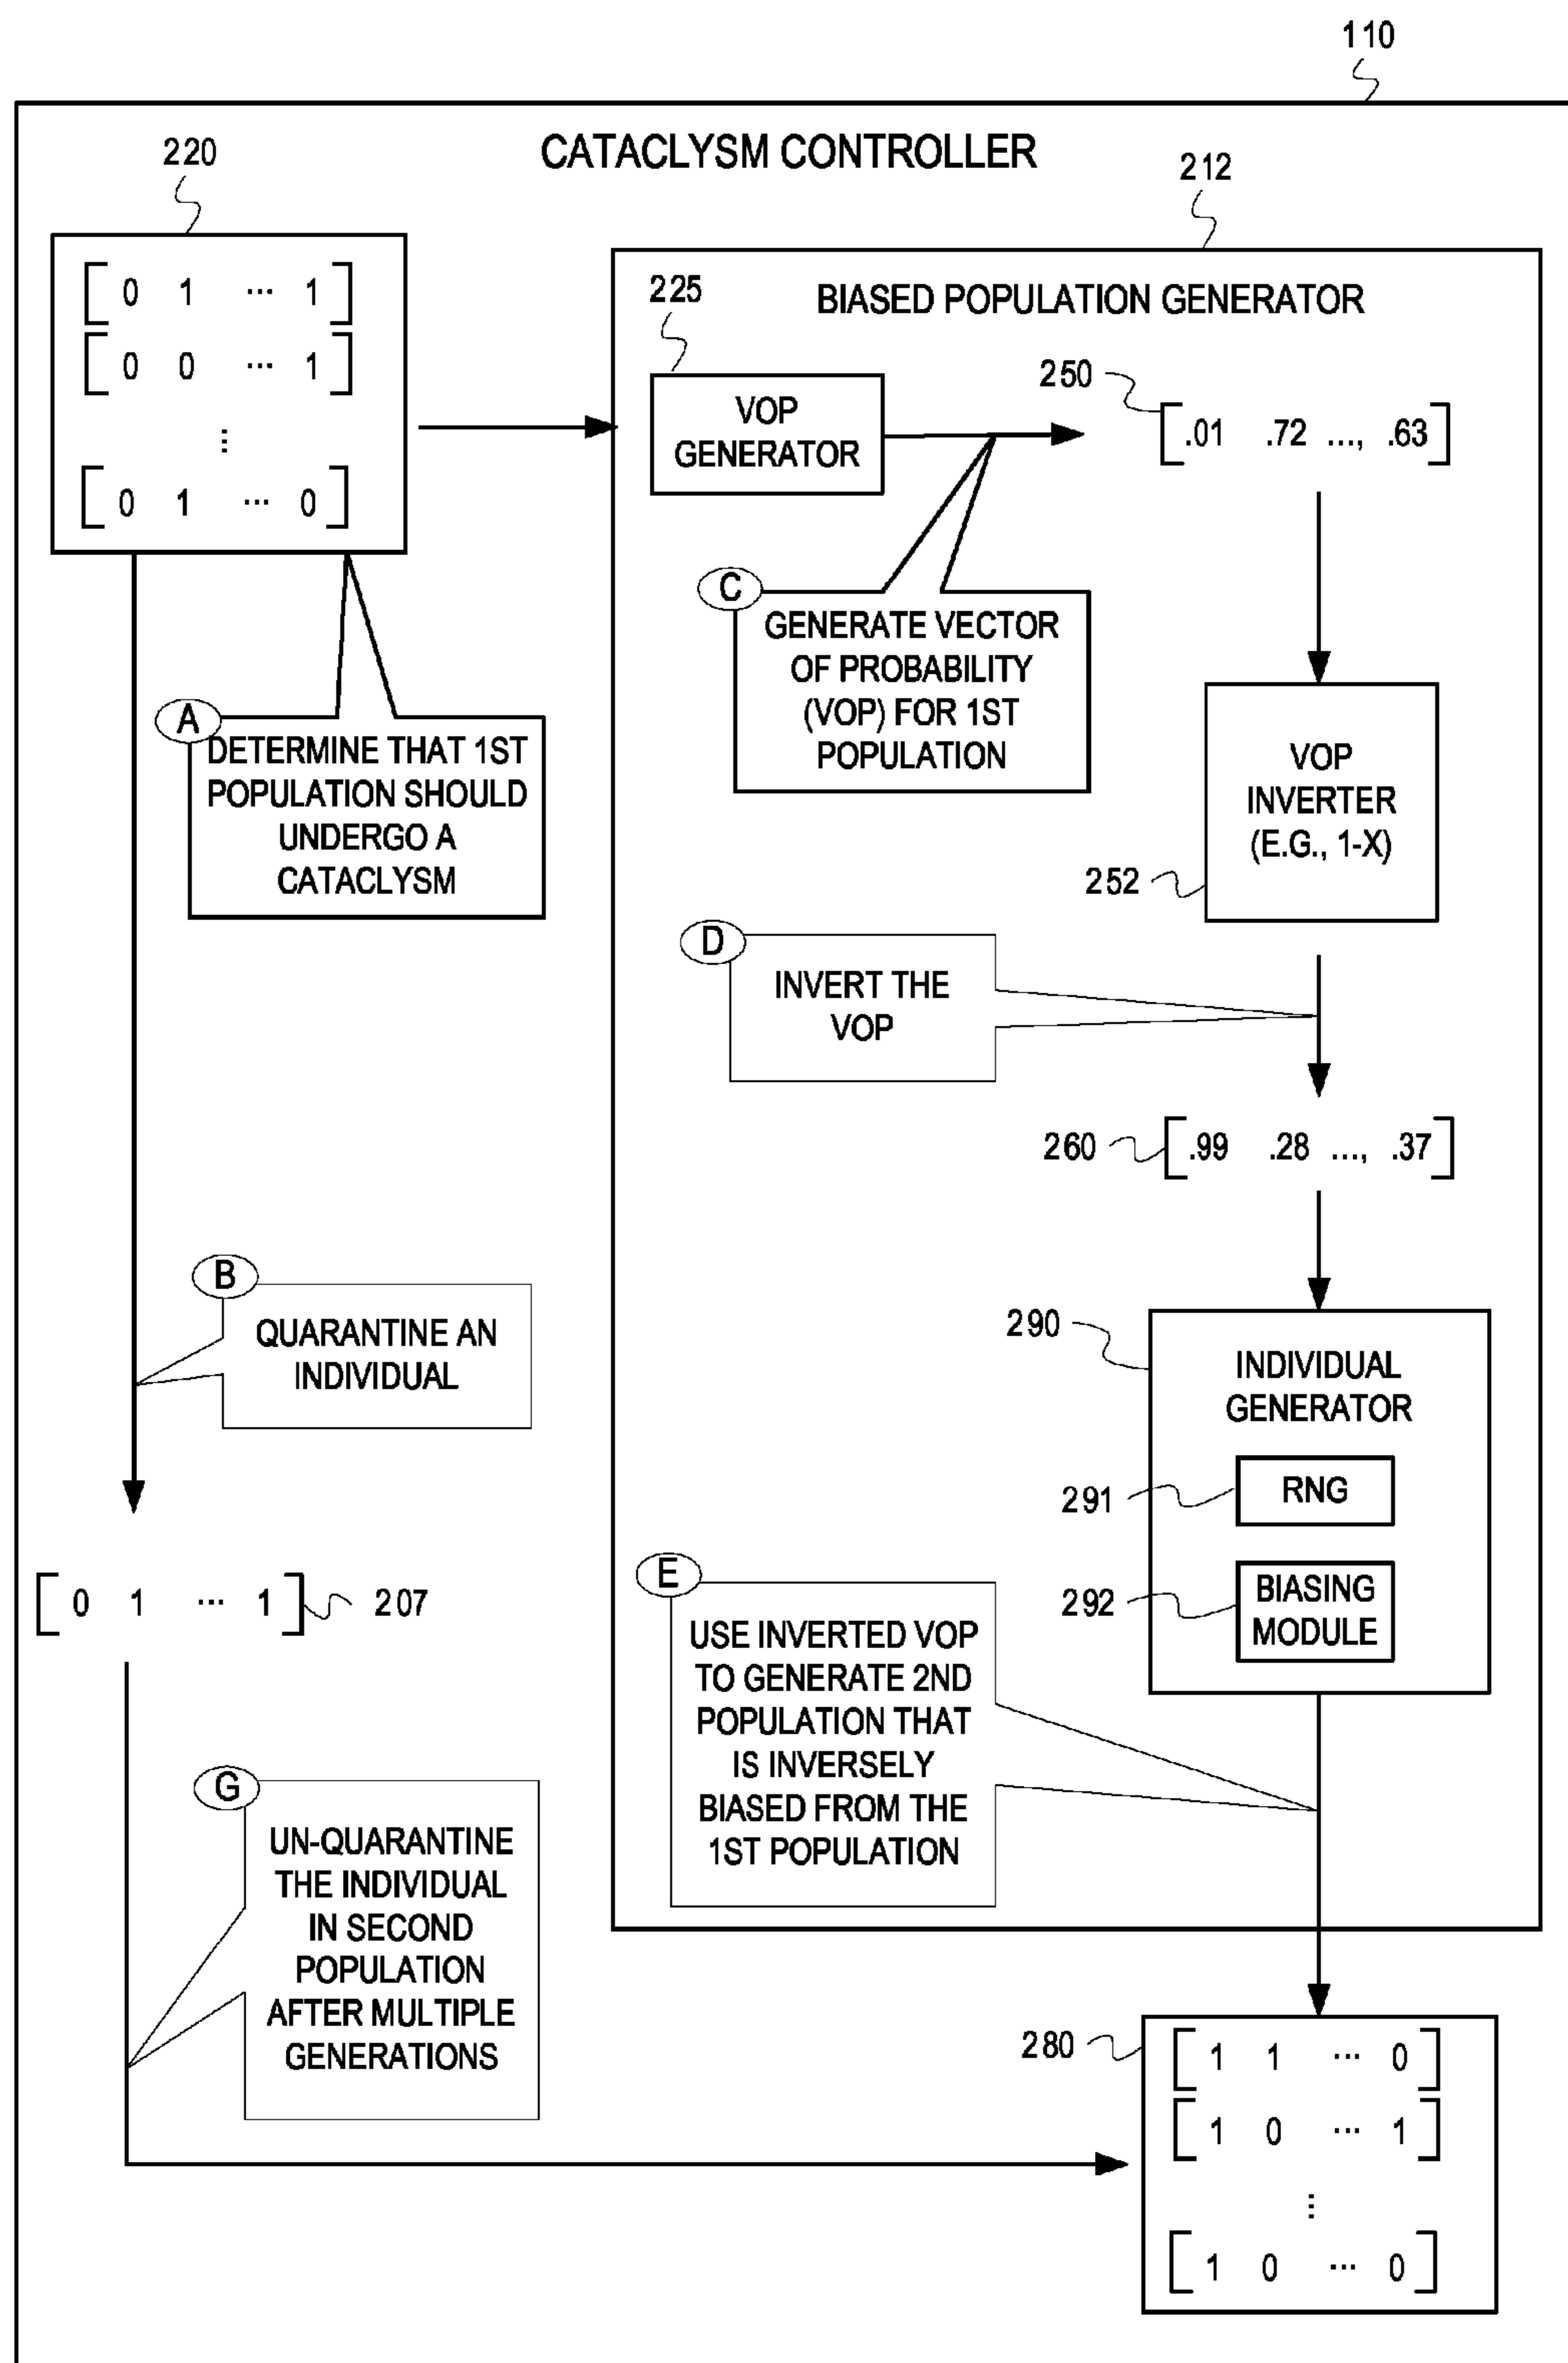 110
CATACLYSM CONTROLLER
220
[ 0 1 ... 1 ]
[ 0 0 ... 1 ]
⋮
[ 0 1 ... 0 ]
A
DETERMINE THAT 1ST
POPULATION SHOULD
UNDERGO A
CATACLYSM
B
QUARANTINE AN
INDIVIDUAL
[ 0 1 ... 1 ] 207
G
UN-QUARANTINE
THE INDIVIDUAL
IN SECOND
POPULATION
AFTER MULTIPLE
GENERATIONS
212
BIASED POPULATION GENERATOR
225
VOP
GENERATOR
250
[.01 .72 ..., .63]
C
GENERATE VECTOR
OF PROBABILITY
(VOP) FOR 1ST
POPULATION
VOP
INVERTER
(E.G., 1-X)
252
D
INVERT THE
VOP
260 [.99 .28 ..., .37]
290
INDIVIDUAL
GENERATOR
291 RNG
292 BIASING
MODULE
E
USE INVERTED VOP
TO GENERATE 2ND
POPULATION THAT
IS INVERSELY
BIASED FROM THE
1ST POPULATION
280
[ 1 1 ... 0 ]
[ 1 0 ... 1 ]
⋮
[ 1 0 ... 0 ]